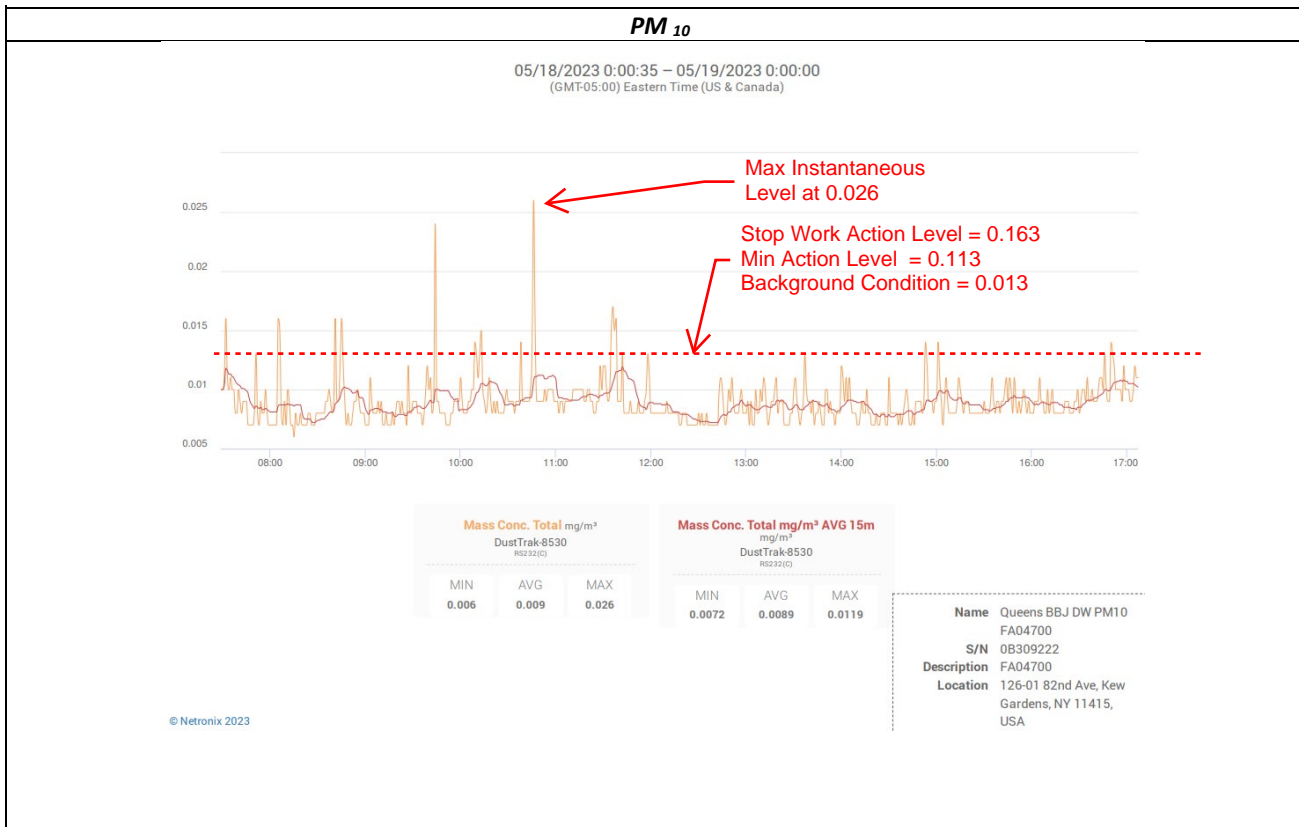 PM 10
05/18/2023 0:00:35 – 05/19/2023 0:00:00
(GMT-05:00) Eastern Time (US & Canada)
Max Instantaneous
Level at 0.026
Stop Work Action Level = 0.163
Min Action Level = 0.113
Background Condition = 0.013
0.025
0.02
0.015
0.01
0.005
08:00 09:00 10:00 11:00 12:00 13:00 14:00 15:00 16:00 17:00
Mass Conc. Total mg/m³
DustTrak-8530
RS232(C)
MIN AVG MAX
0.006 0.009 0.026
Mass Conc. Total mg/m³ AVG 15m
mg/m³
DustTrak-8530
RS232(C)
MIN AVG MAX
0.0072 0.0089 0.0119
Name Queens BBJ DW PM10
FA04700
S/N 0B309222
Description FA04700
Location 126-01 82nd Ave, Kew
Gardens, NY 11415,
USA
© Netronix 2023